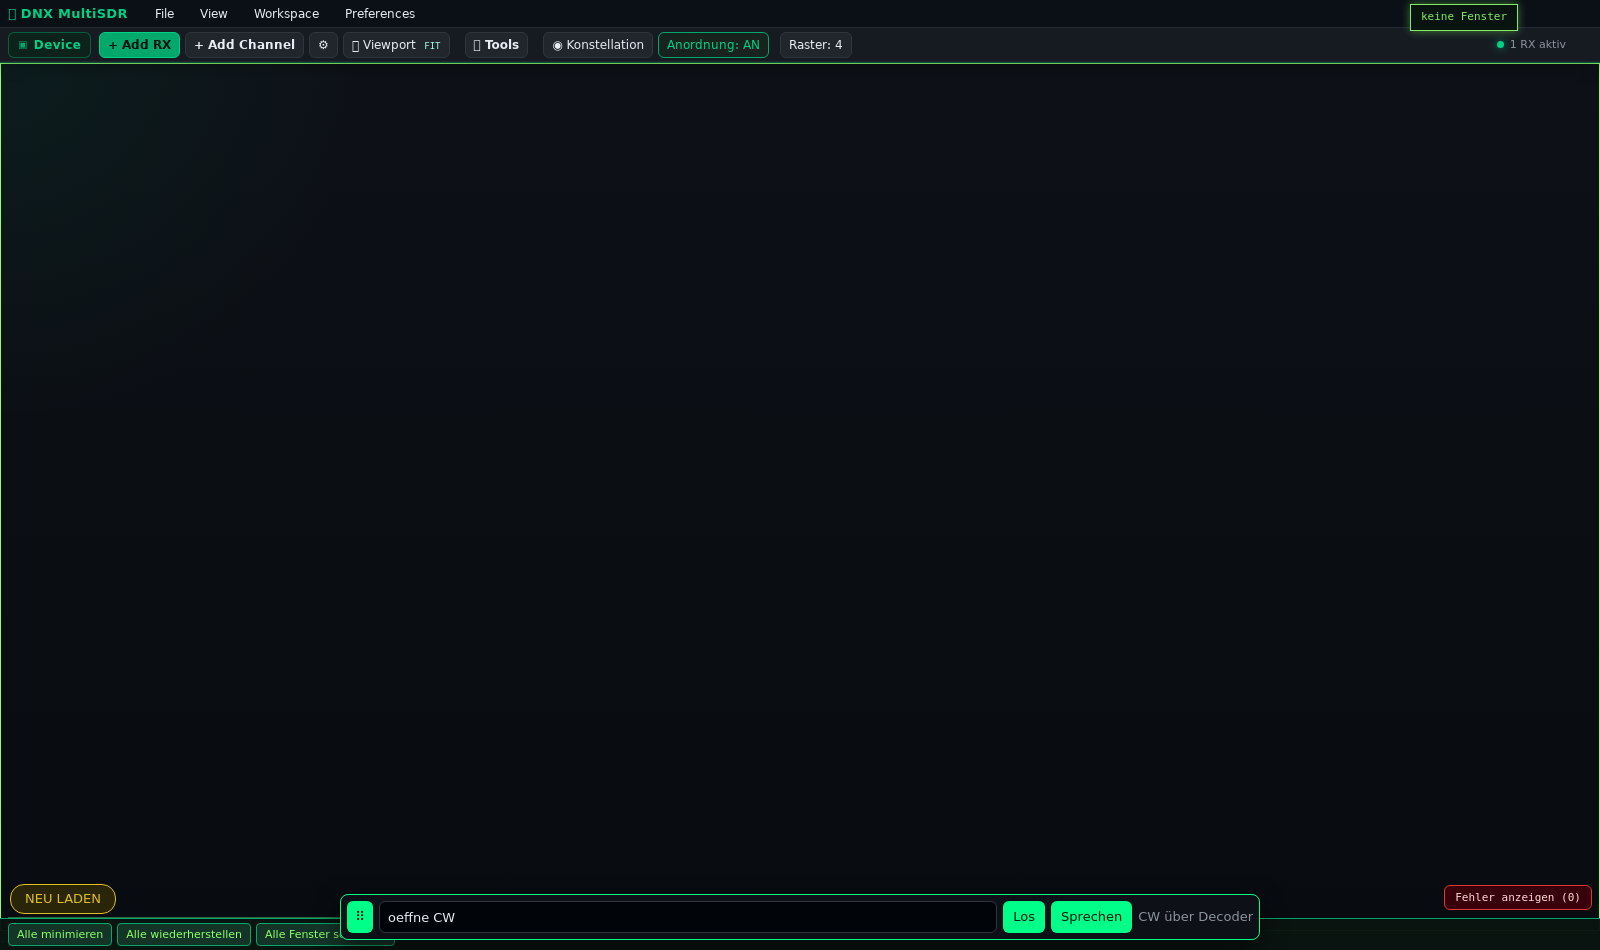 DNX MultiSDR File View Workspace Preferences
keine Fenster
Device + Add RX + Add Channel Viewport FIT Tools Konstellation Anordnung: AN Raster: 4 1 RX aktiv
NEU LADEN
Fehler anzeigen (0)
oeffne CW Los Sprechen CW über Decoder
Alle minimieren Alle wiederherstellen Alle Fenster